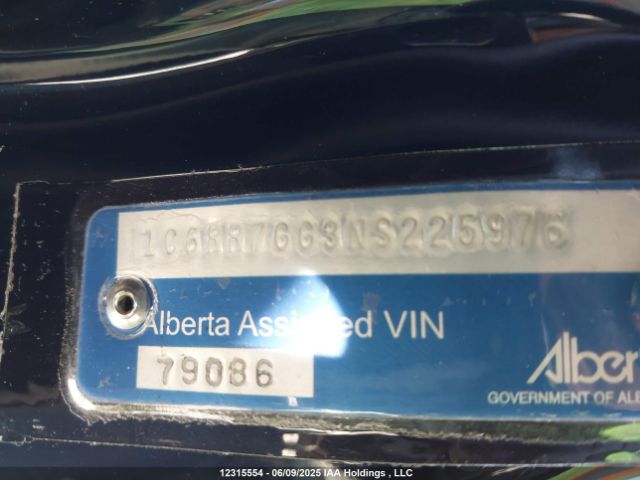 1C6RR7GG3NS225976
Alberta Assigned VIN
79086
Alber
GOVERNMENT OF ALB
12315554 - 06/09/2025 IAA Holdings , LLC